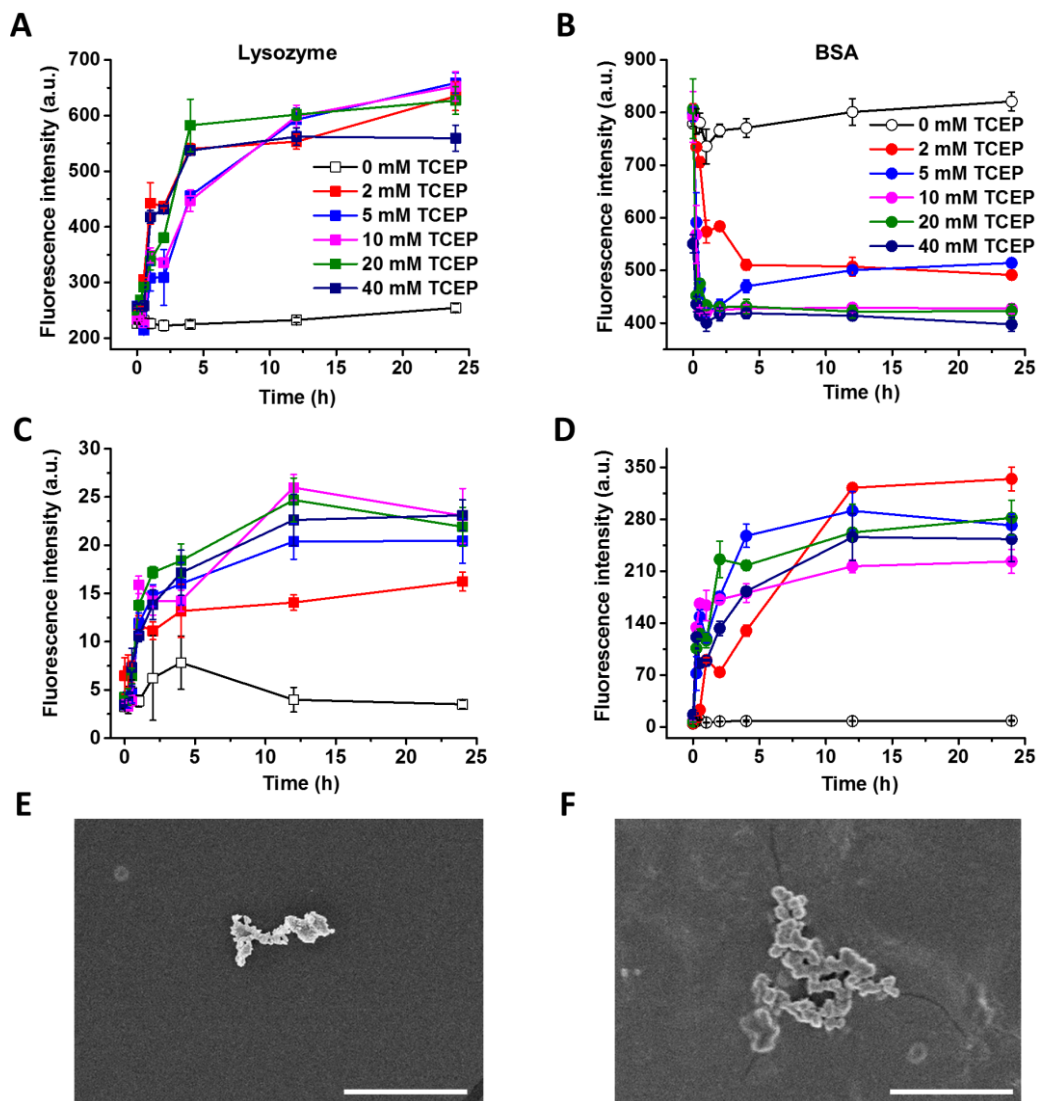 A
Lysozyme
Fluorescence intensity (a.u.)
700
600
500
400
300
200
0 mM TCEP
2 mM TCEP
5 mM TCEP
10 mM TCEP
20 mM TCEP
40 mM TCEP
0 5 10 15 20 25
Time (h)
B
BSA
Fluorescence intensity (a.u.)
900
800
700
600
500
400
0 mM TCEP
2 mM TCEP
5 mM TCEP
10 mM TCEP
20 mM TCEP
40 mM TCEP
0 5 10 15 20 25
Time (h)
C
Fluorescence intensity (a.u.)
30
25
20
15
10
5
0
0 5 10 15 20 25
Time (h)
D
Fluorescence intensity (a.u.)
350
280
210
140
70
0
0 5 10 15 20 25
Time (h)
E
F